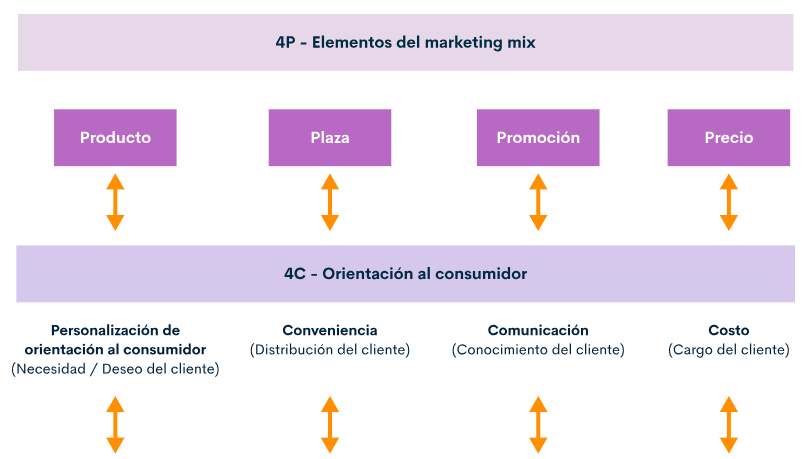 4P - Elementos del marketing mix
Producto
Plaza
Promoción
Precio
4C - Orientación al consumidor
Personalización de
orientación al consumidor
(Necesidad / Deseo del cliente)
Conveniencia
(Distribución del cliente)
Comunicación
(Conocimiento del cliente)
Costo
(Cargo del cliente)